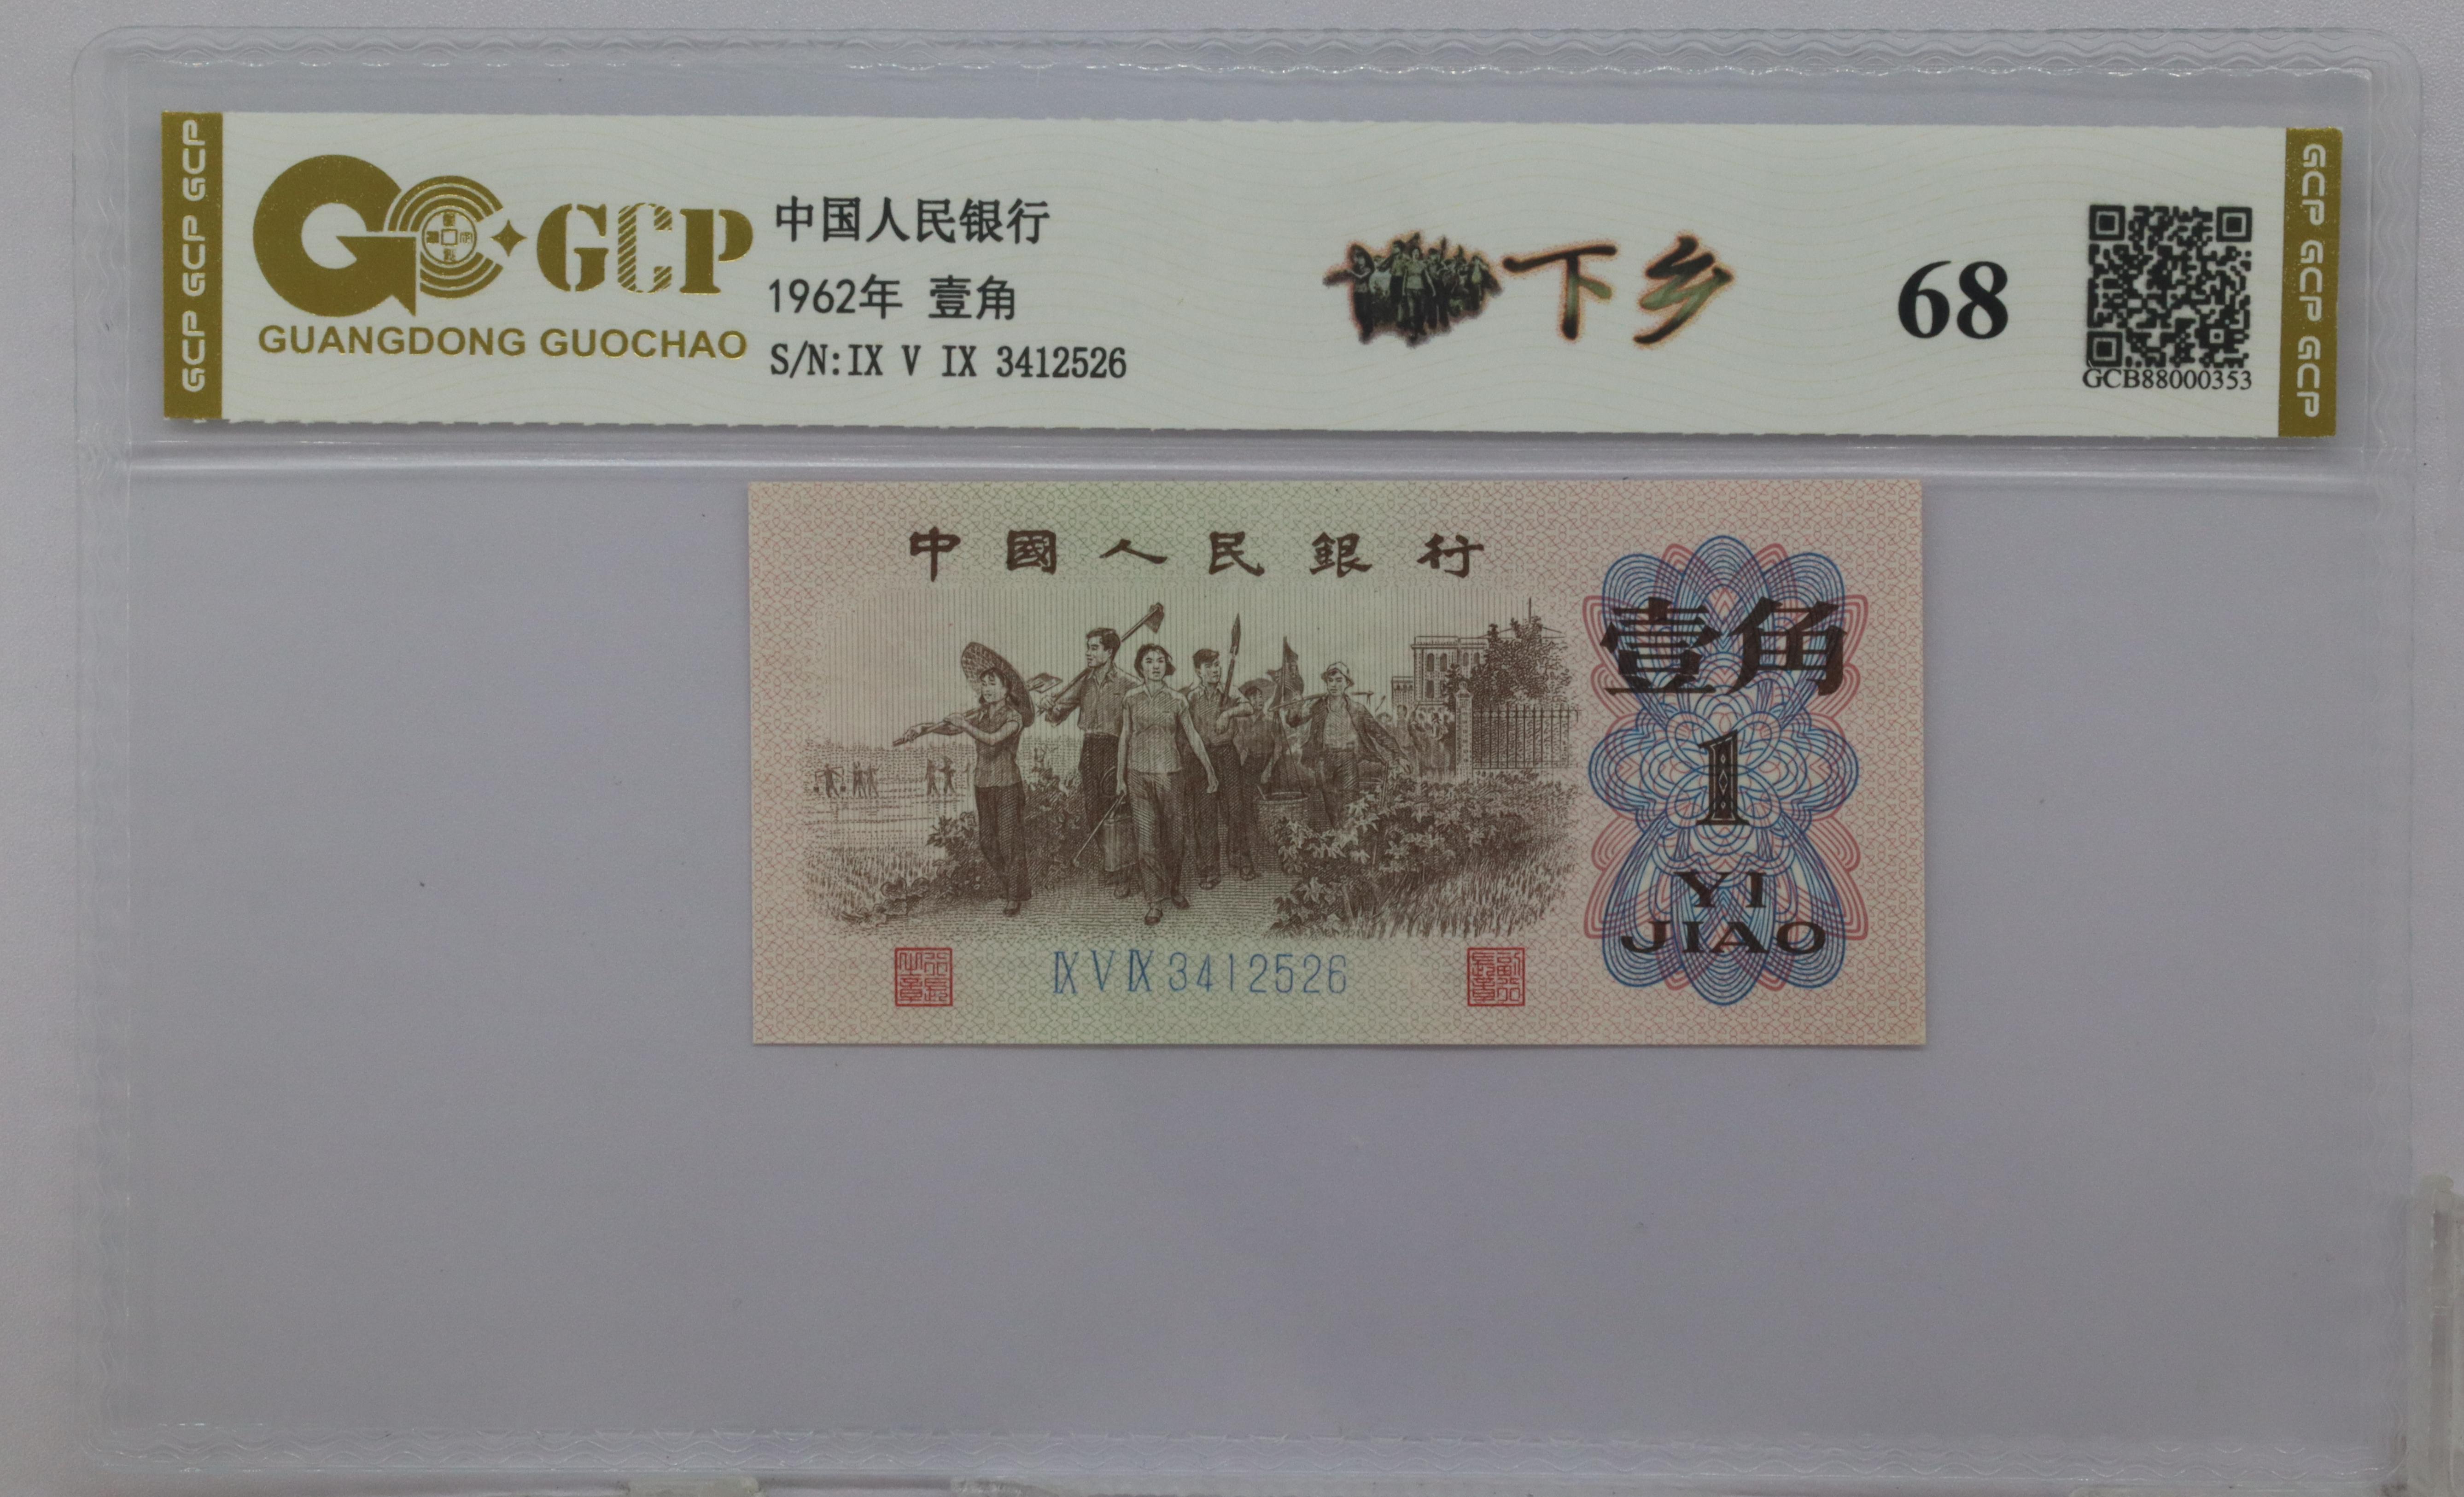 GCP GCP GCP
GCP
GUANGDONG GUOCHAO
中国人民银行
1962年 壹角
S/N:IX V IX 3412526
下乡
68
GCB88000353
GCP GCP GCP
中國人民銀行
壹角
1
YI
JIAO
IX V IX 3412526